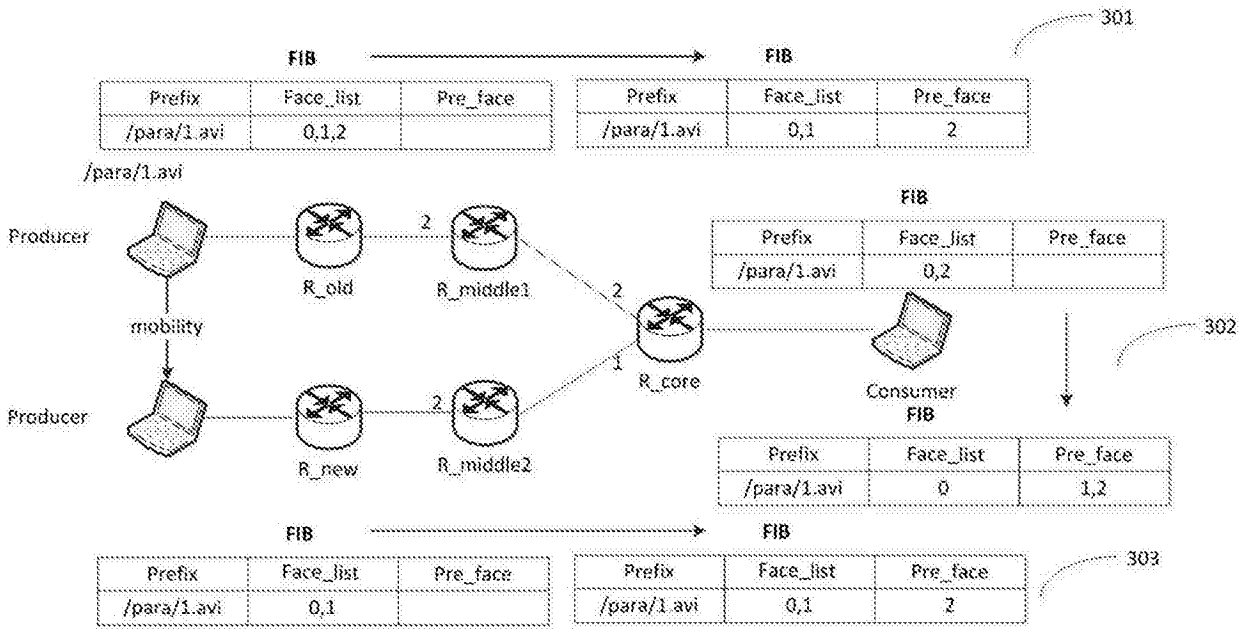 301
FIB FIB
Prefix Face_list Pre_face Prefix Face_list Pre_face
/para/1.avi 0,1,2 /para/1.avi 0,1 2
/para/1.avi
FIB
Producer 2 Prefix Face_list Pre_face
/para/1.avi 0,2
R_old R_middle1
2
mobility 302
1
R_core Consumer
Producer 2 FIB
Prefix Face_list Pre_face
R_new R_middle2
/para/1.avi 0 1,2
FIB FIB
303
Prefix Face_list Pre_face Prefix Face_list Pre_face
/para/1.avi 0,1 /para/1.avi 0,1 2